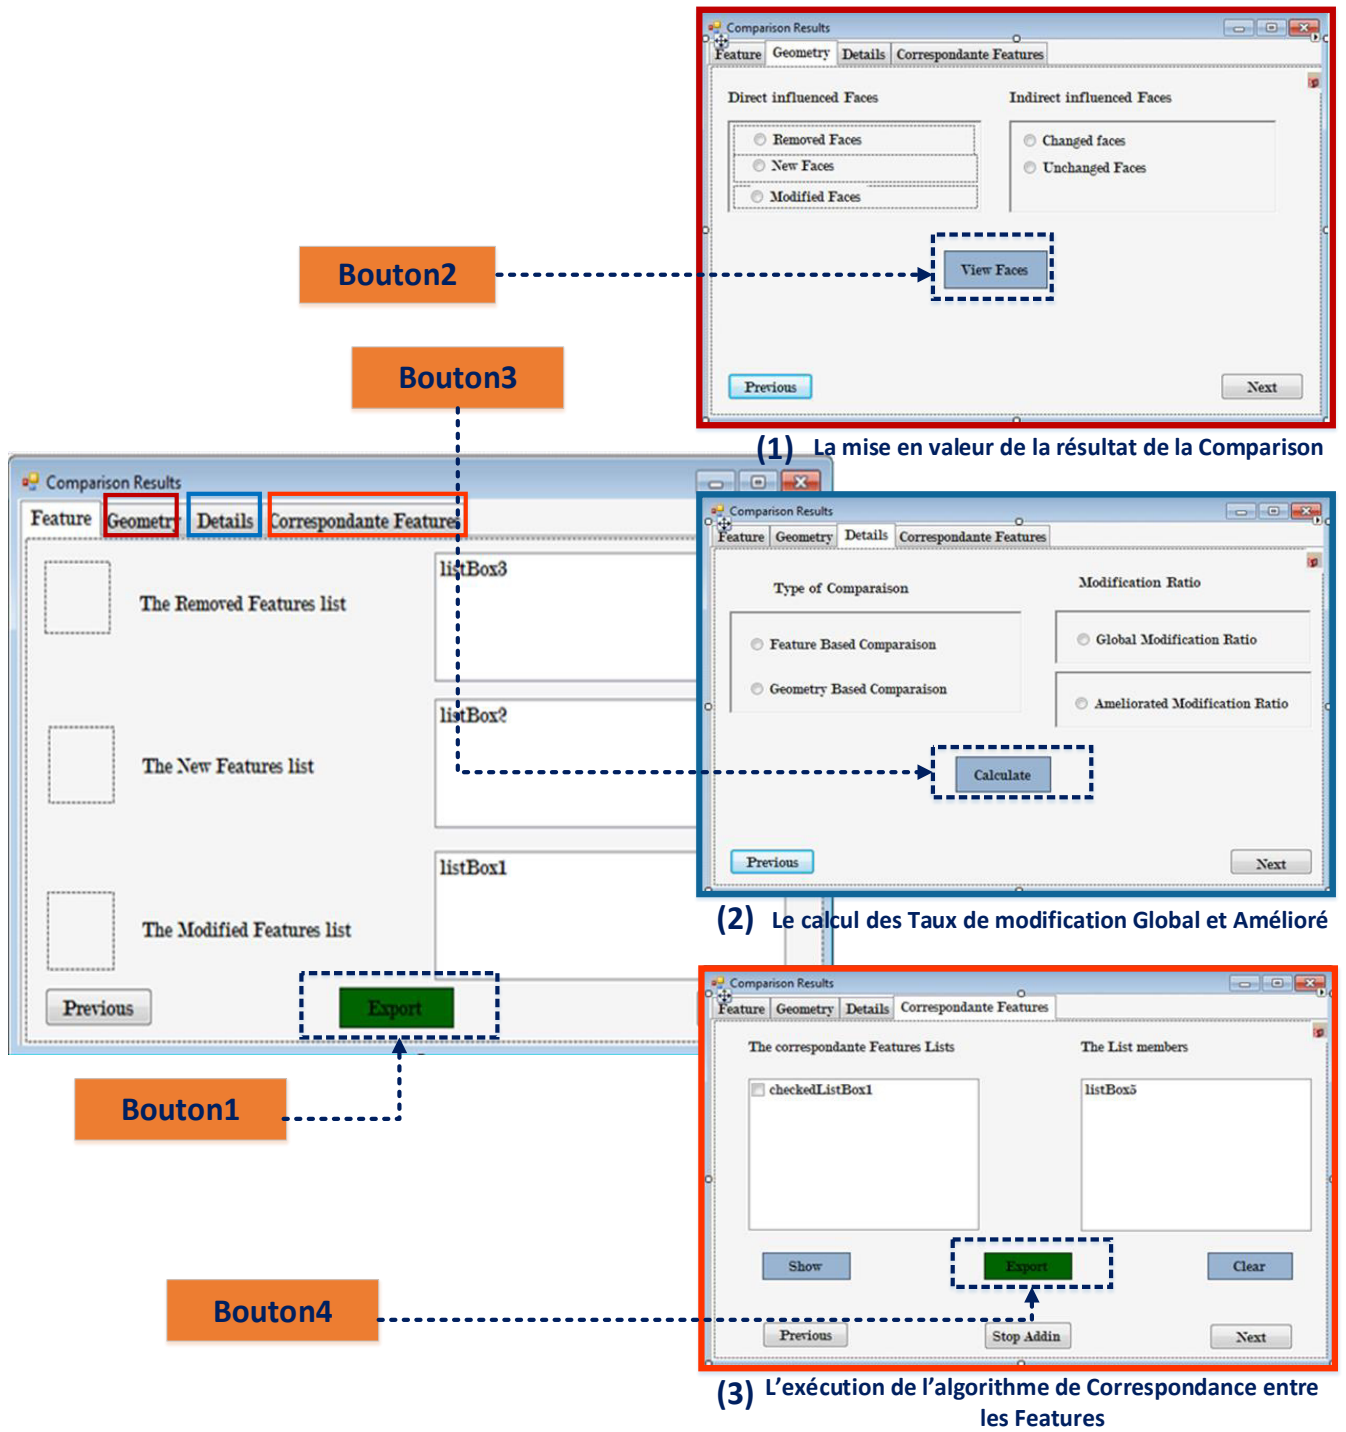 Comparison Results
Feature Geometry Details Correspondante Features
Direct influenced Faces
Indirect influenced Faces
Removed Faces
New Faces
Modified Faces
Changed faces
Unchanged Faces
View Faces
Previous
Next
(1) La mise en valeur de la résultat de la Comparison
Bouton2
Bouton3
Comparison Results
Feature Geometry Details Correspondante Features
The Removed Features list
listBox3
The New Features list
listBox2
The Modified Features list
listBox1
Previous
Export
Bouton1
Comparison Results
Feature Geometry Details Correspondante Features
Type of Comparaison
Modification Ratio
Feature Based Comparaison
Geometry Based Comparaison
Global Modification Ratio
Ameliorated Modification Ratio
Calculate
Previous
Next
(2) Le calcul des Taux de modification Global et Amélioré
Comparison Results
Feature Geometry Details Correspondante Features
The correspondante Features Lists
The List members
checkedListBox1
listBox5
Show
Export
Clear
Previous
Stop Addin
Next
Bouton4
(3) L’exécution de l’algorithme de Correspondance entre
les Features